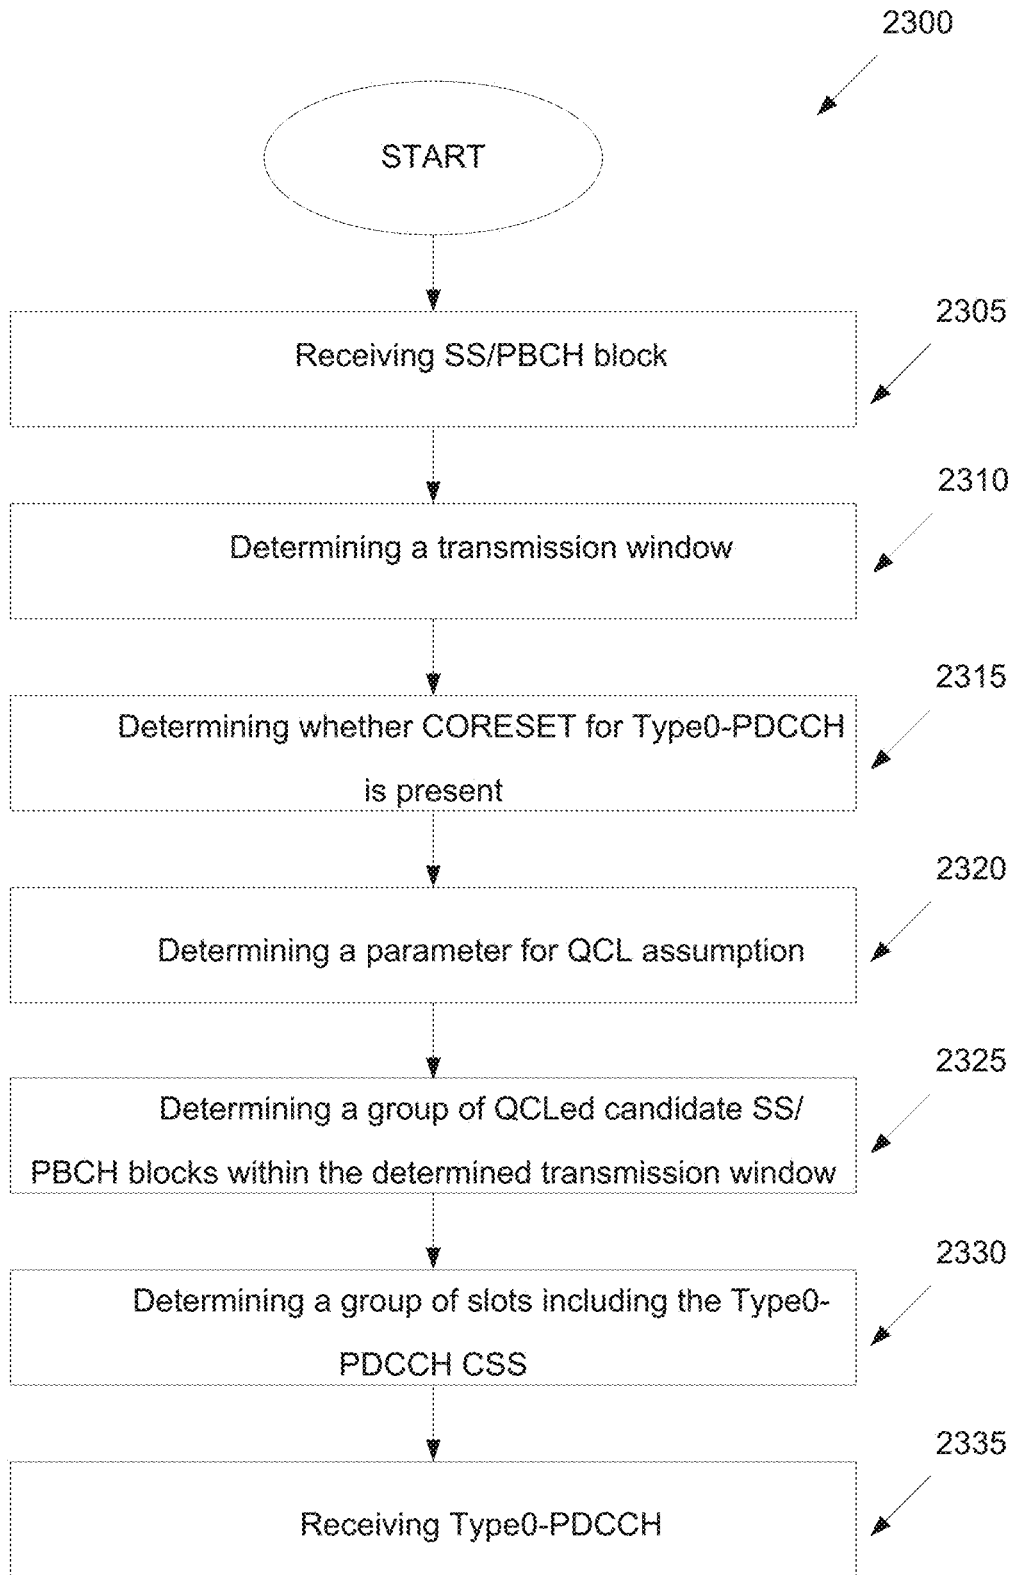 2300
START
2305
Receiving SS/PBCH block
2310
Determining a transmission window
2315
Determining whether CORESET for Type0-PDCCH
is present
2320
Determining a parameter for QCL assumption
2325
Determining a group of QCLed candidate SS/
PBCH blocks within the determined transmission window
2330
Determining a group of slots including the Type0-
PDCCH CSS
2335
Receiving Type0-PDCCH